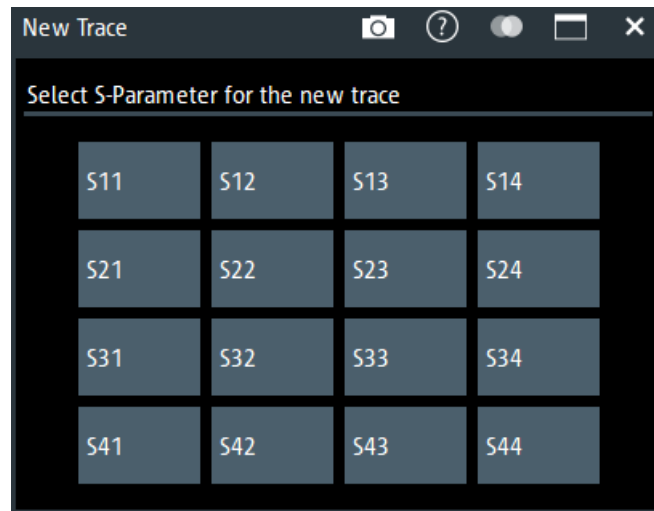 New Trace
Select S-Parameter for the new trace
S11 S12 S13 S14
S21 S22 S23 S24
S31 S32 S33 S34
S41 S42 S43 S44